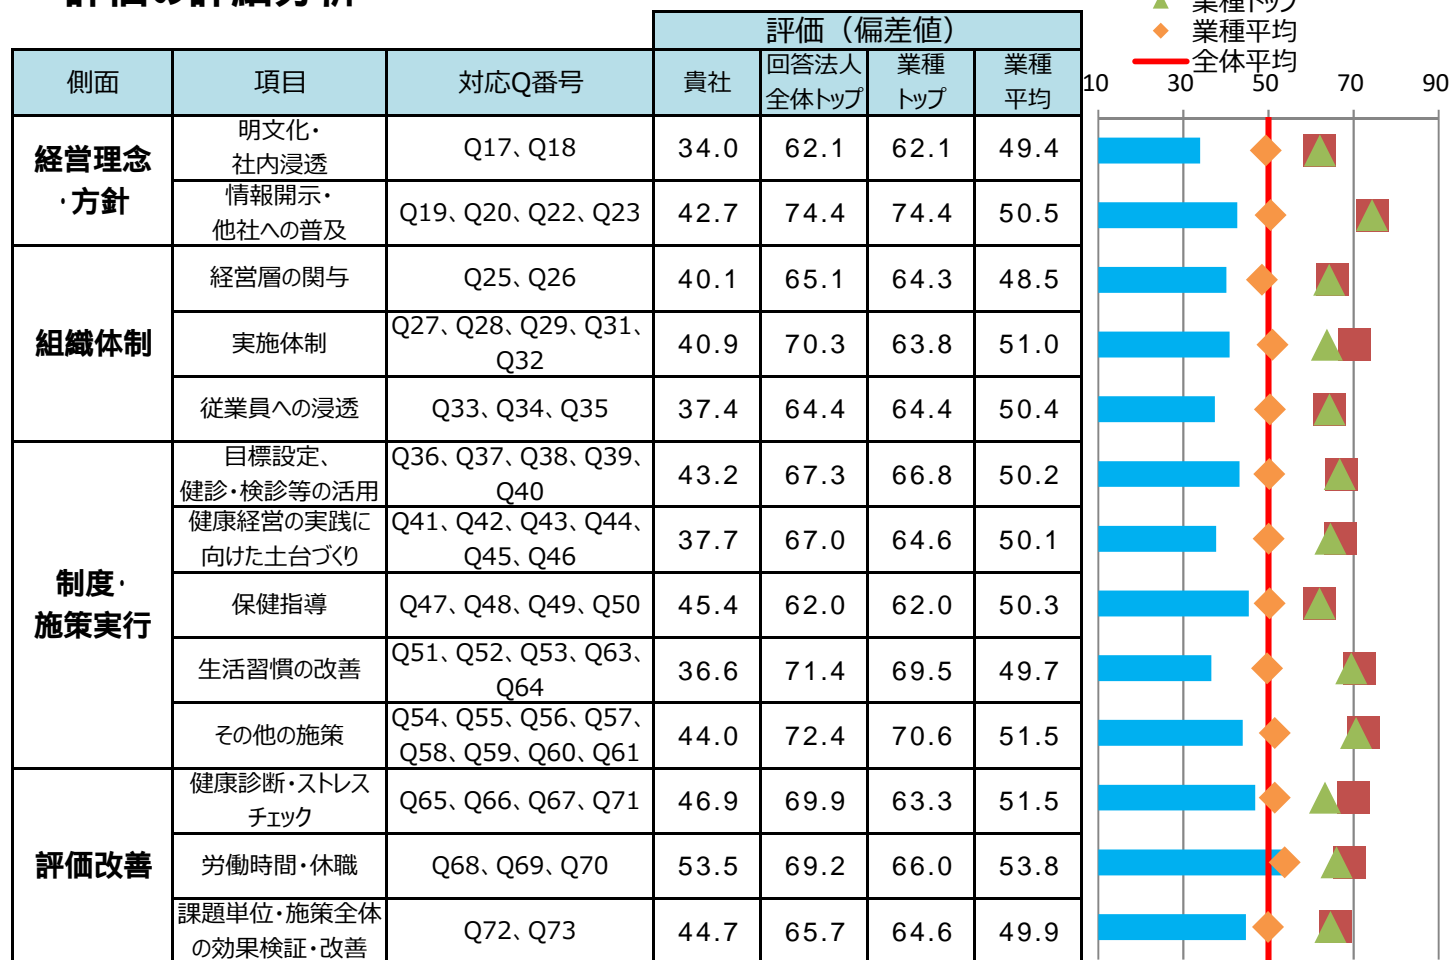 評価の詳細分析
業種トップ
業種平均
全体平均
評価（偏差値）
側面 項目 対応Q番号 貴社 回答法人 業種 業種
全体トップ トップ 平均
10 30 50 70 90
経営理念
・方針
明文化・
社内浸透
Q17、Q18 34.0 62.1 62.1 49.4
情報開示・
他社への普及
Q19、Q20、Q22、Q23 42.7 74.4 74.4 50.5
組織体制
経営層の関与 Q25、Q26 40.1 65.1 64.3 48.5
実施体制
Q27、Q28、Q29、Q31、
Q32
40.9 70.3 63.8 51.0
従業員への浸透 Q33、Q34、Q35 37.4 64.4 64.4 50.4
制度・
施策実行
目標設定、
健診・検診等の活用
Q36、Q37、Q38、Q39、
Q40
43.2 67.3 66.8 50.2
健康経営の実践に
向けた土台づくり
Q41、Q42、Q43、Q44、
Q45、Q46
37.7 67.0 64.6 50.1
保健指導 Q47、Q48、Q49、Q50 45.4 62.0 62.0 50.3
生活習慣の改善
Q51、Q52、Q53、Q63、
Q64
36.6 71.4 69.5 49.7
その他の施策
Q54、Q55、Q56、Q57、
Q58、Q59、Q60、Q61
44.0 72.4 70.6 51.5
評価改善
健康診断・ストレス
チェック
Q65、Q66、Q67、Q71 46.9 69.9 63.3 51.5
労働時間・休職 Q68、Q69、Q70 53.5 69.2 66.0 53.8
課題単位・施策全体
の効果検証・改善
Q72、Q73 44.7 65.7 64.6 49.9